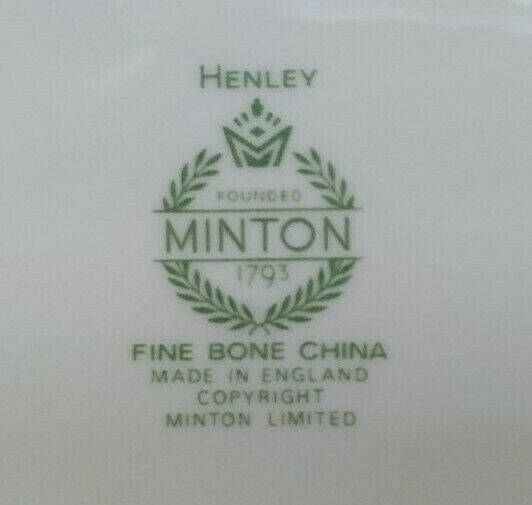 HENLEY
FOUNDED
MINTON
1793
FINE BONE CHINA
MADE IN ENGLAND
COPYRIGHT
MINTON LIMITED